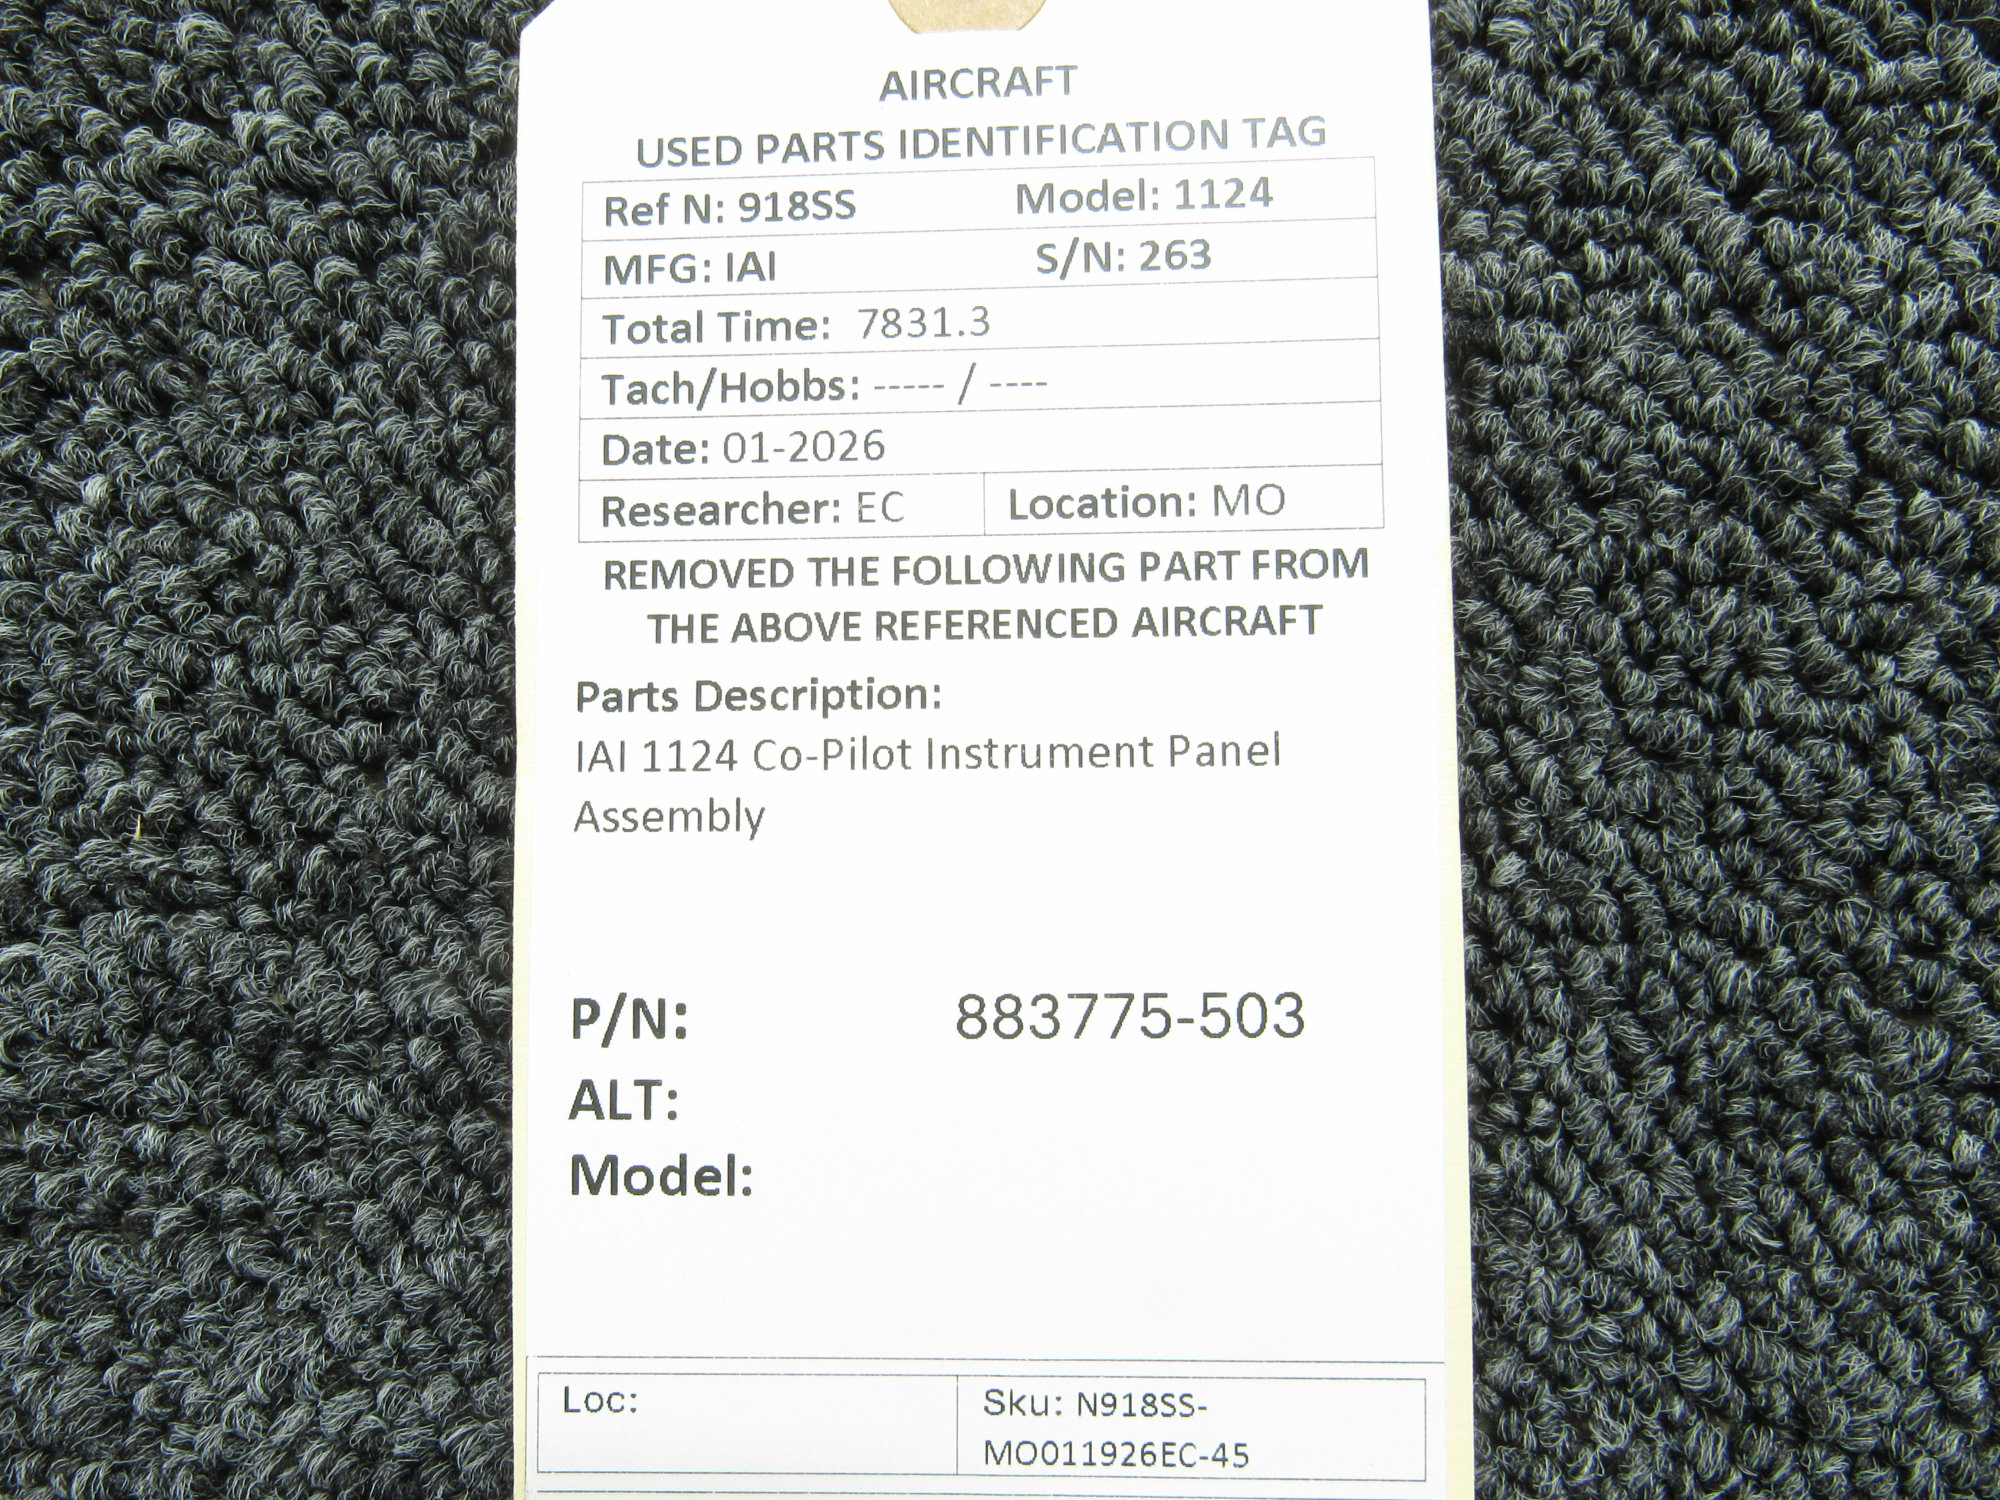 AIRCRAFT
USED PARTS IDENTIFICATION TAG
Ref N: 918SS Model: 1124
MFG: IAI S/N: 263
Total Time: 7831.3
Tach/Hobbs: ----- / ----
Date: 01-2026
Researcher: EC Location: MO
REMOVED THE FOLLOWING PART FROM
THE ABOVE REFERENCED AIRCRAFT
Parts Description:
IAI 1124 Co-Pilot Instrument Panel
Assembly
P/N: 883775-503
ALT:
Model:
Loc: Sku: N918SS-
MO011926EC-45